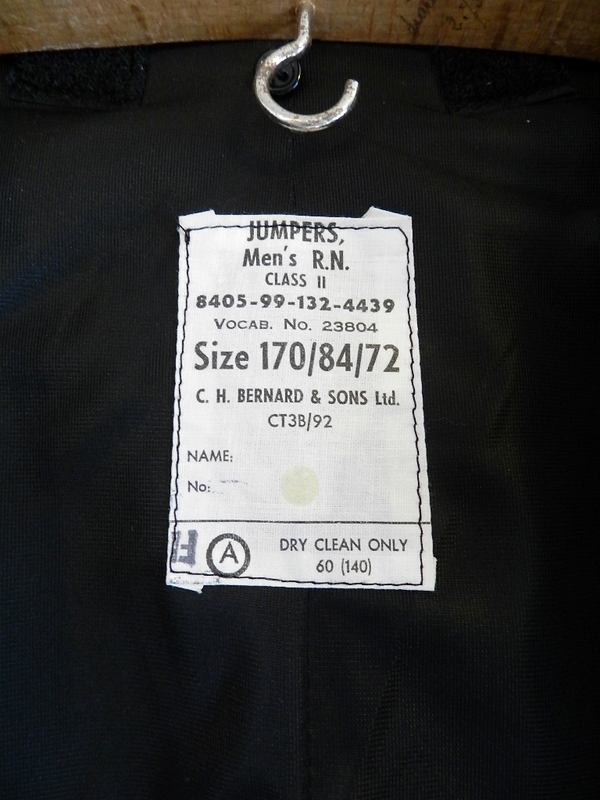 JUMPERS,
Men's R.N.
CLASS II
8405-99-132-4439
VOCAB. No. 23804
Size 170/84/72
C. H. BERNARD & SONS Ltd.
CT3B/92
NAME:
No:
A
DRY CLEAN ONLY
60 (140)